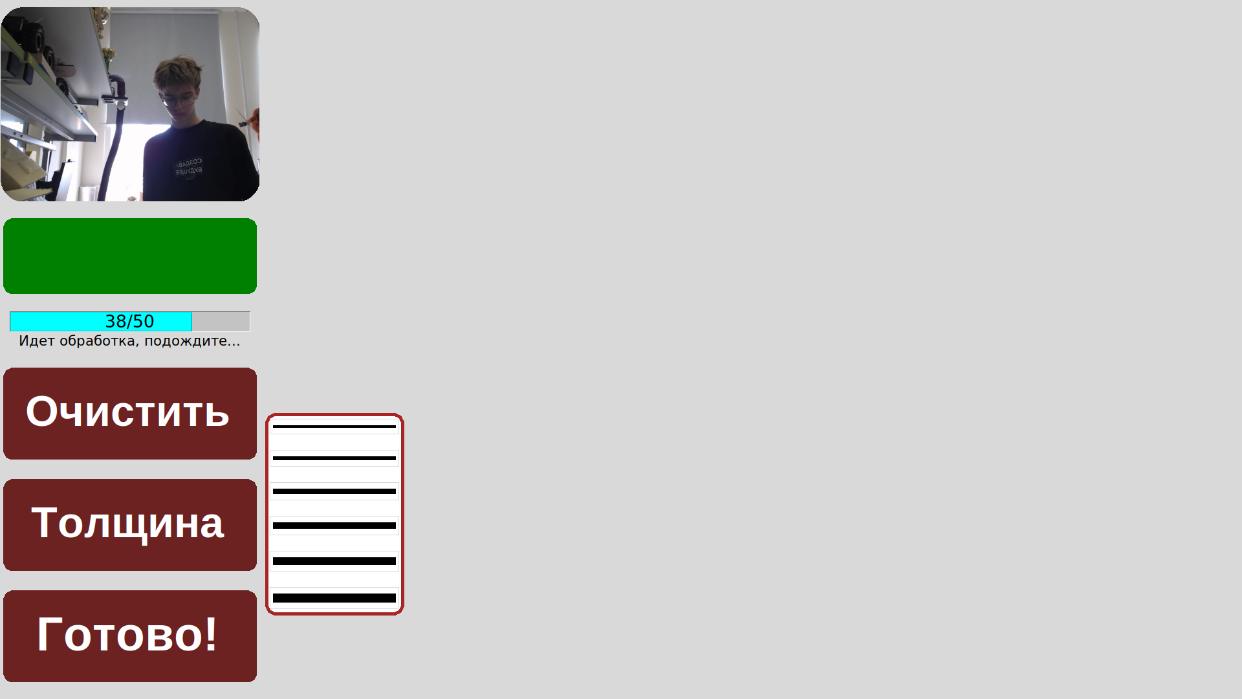 38/50
Идет обработка, подождите...
Очистить
Толщина
Готово!